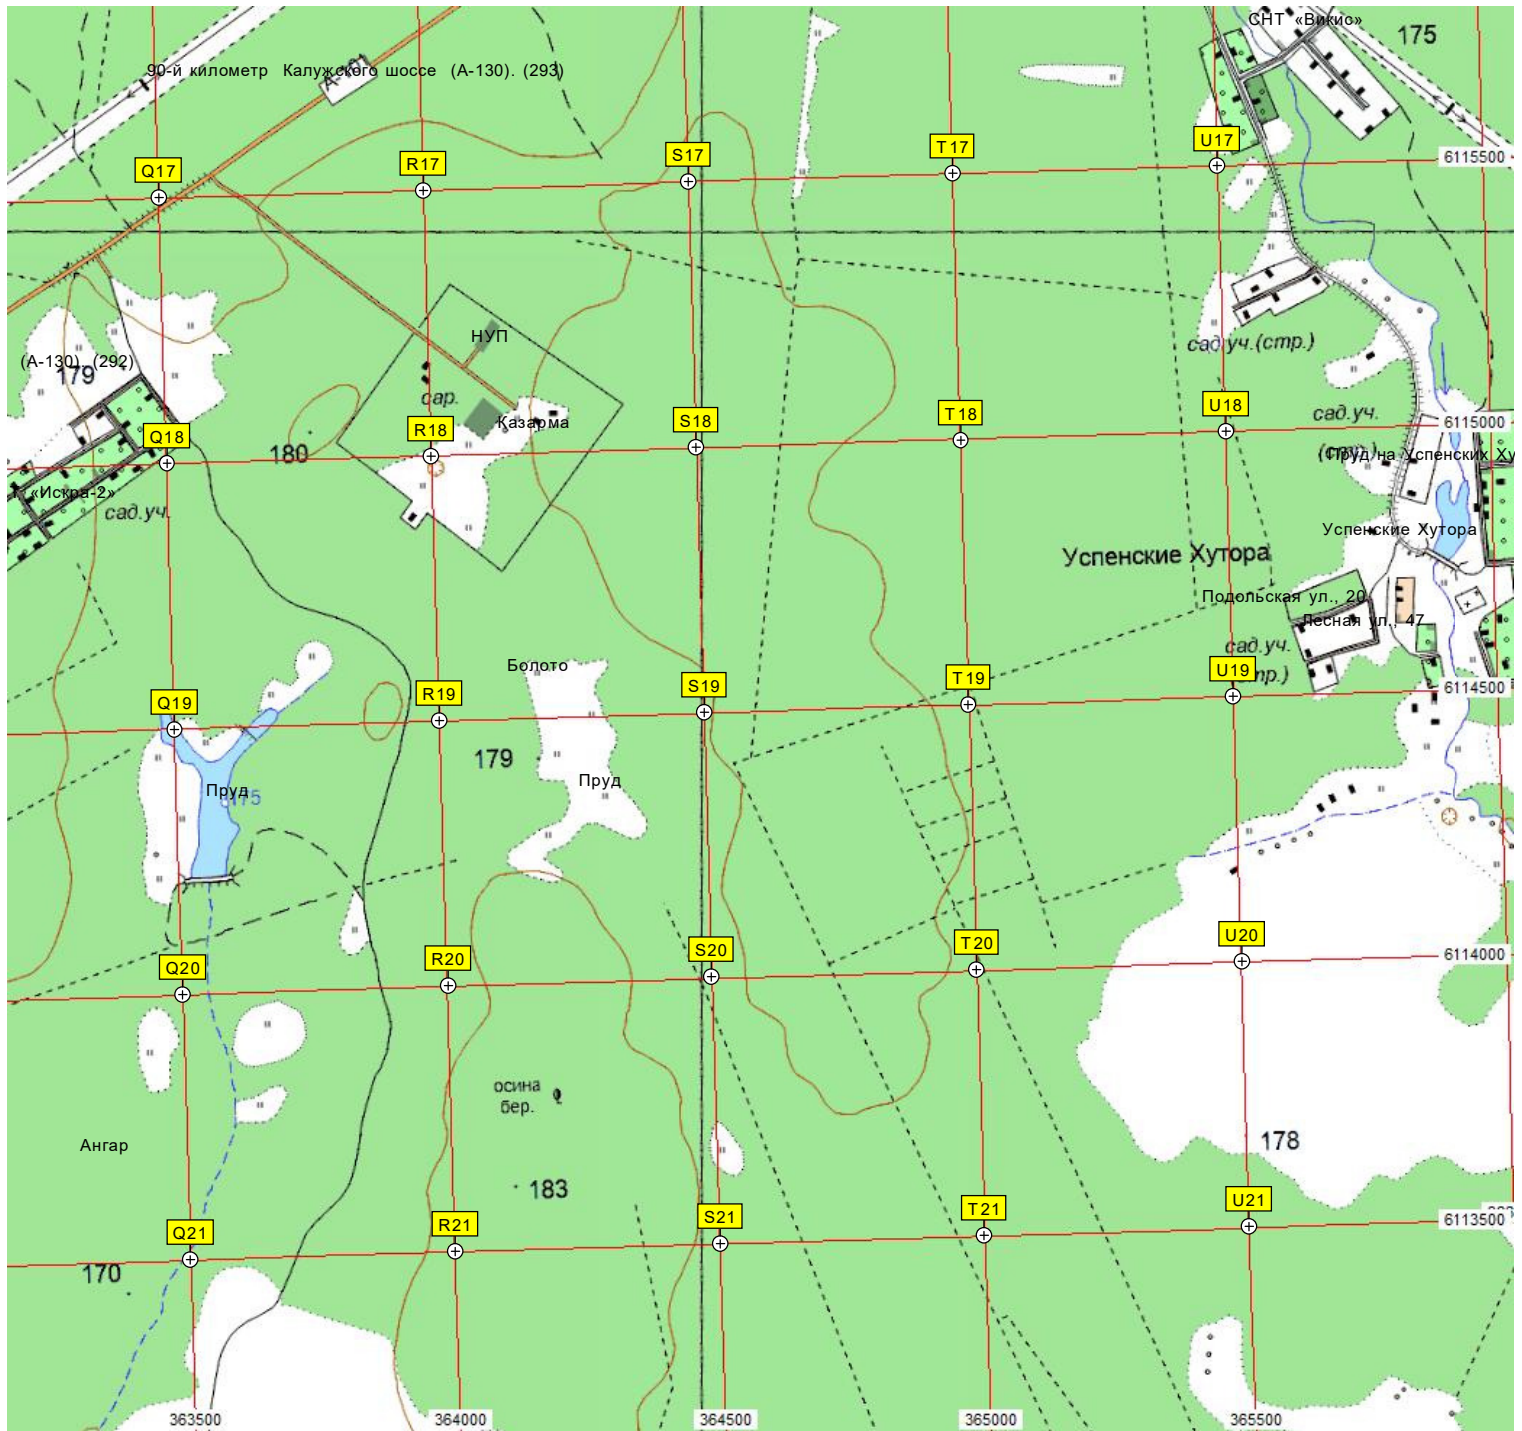 СНТ «Викис»
175
90-й километр Калужского шоссе (А-130). (293)
Q17
R17
S17
T17
U17
6115500
НУП
сад.уч.(стр.)
(А-130). (292)
179
сар.
Казарма
Q18
R18
S18
T18
U18
сад.уч.
6115000
180
«Искра-2»
сад.уч.
Успенские Хутора
Успенские Хутора
Подольская ул., 20
Лесная ул., 47
сад.уч.
Болото
Q19
R19
S19
T19
U19
6114500
179
Пруд
Пруд
Q20
R20
S20
T20
U20
6114000
осина
бер.
Ангар
178
183
Q21
R21
S21
T21
U21
6113500
170
363500
364000
364500
365000
365500